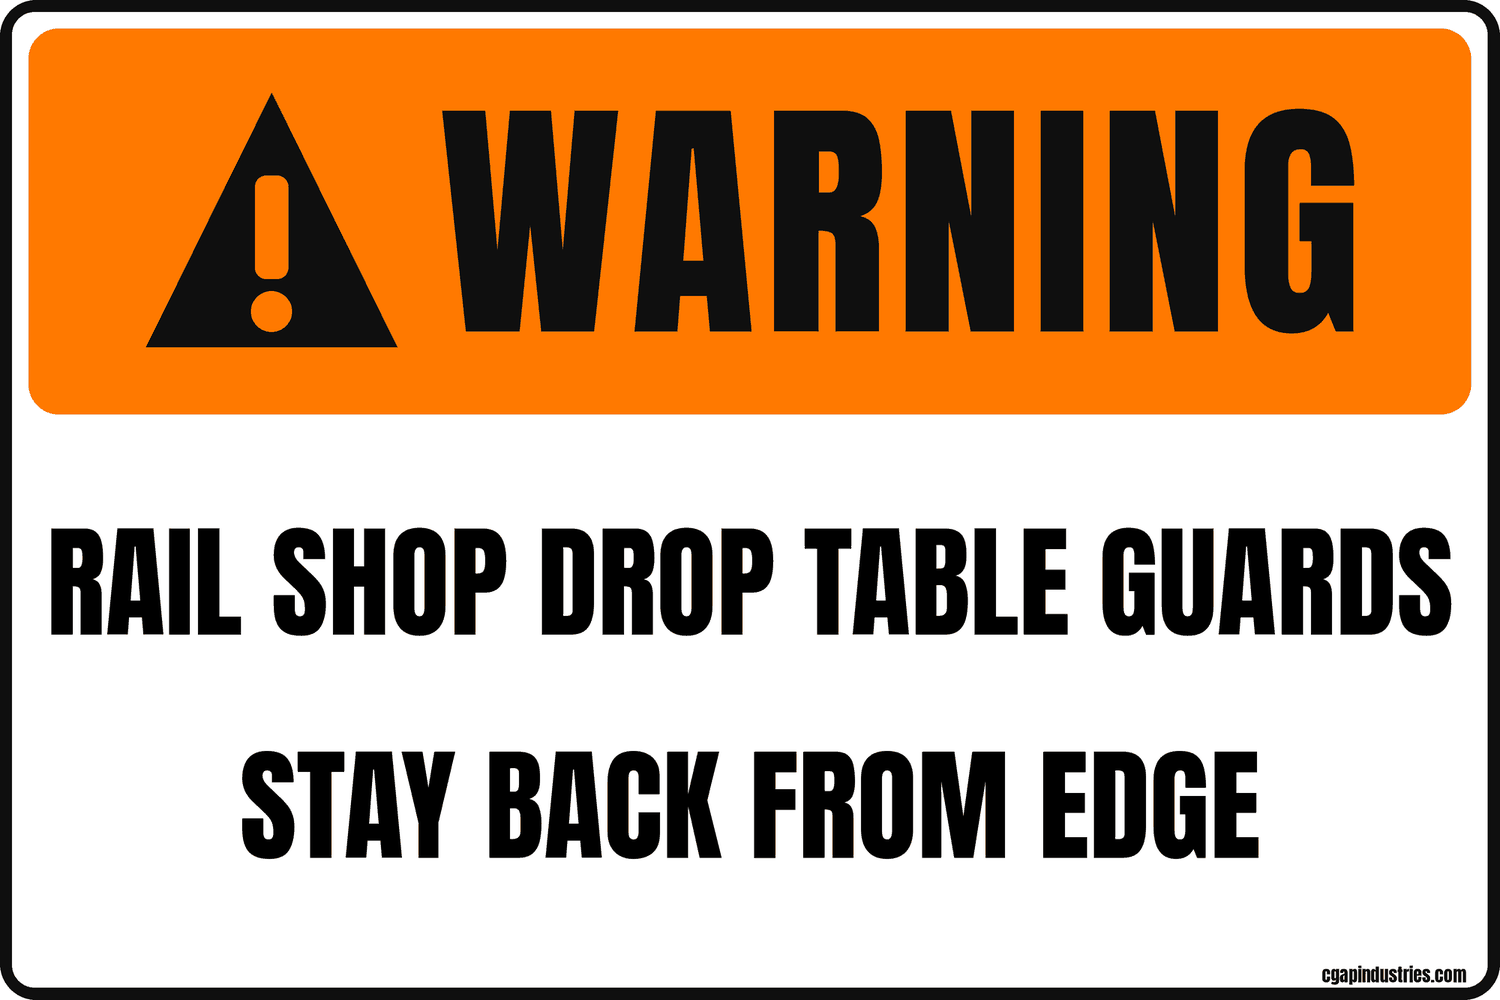 WARNING
RAIL SHOP DROP TABLE GUARDS
STAY BACK FROM EDGE
cgapindustries.com